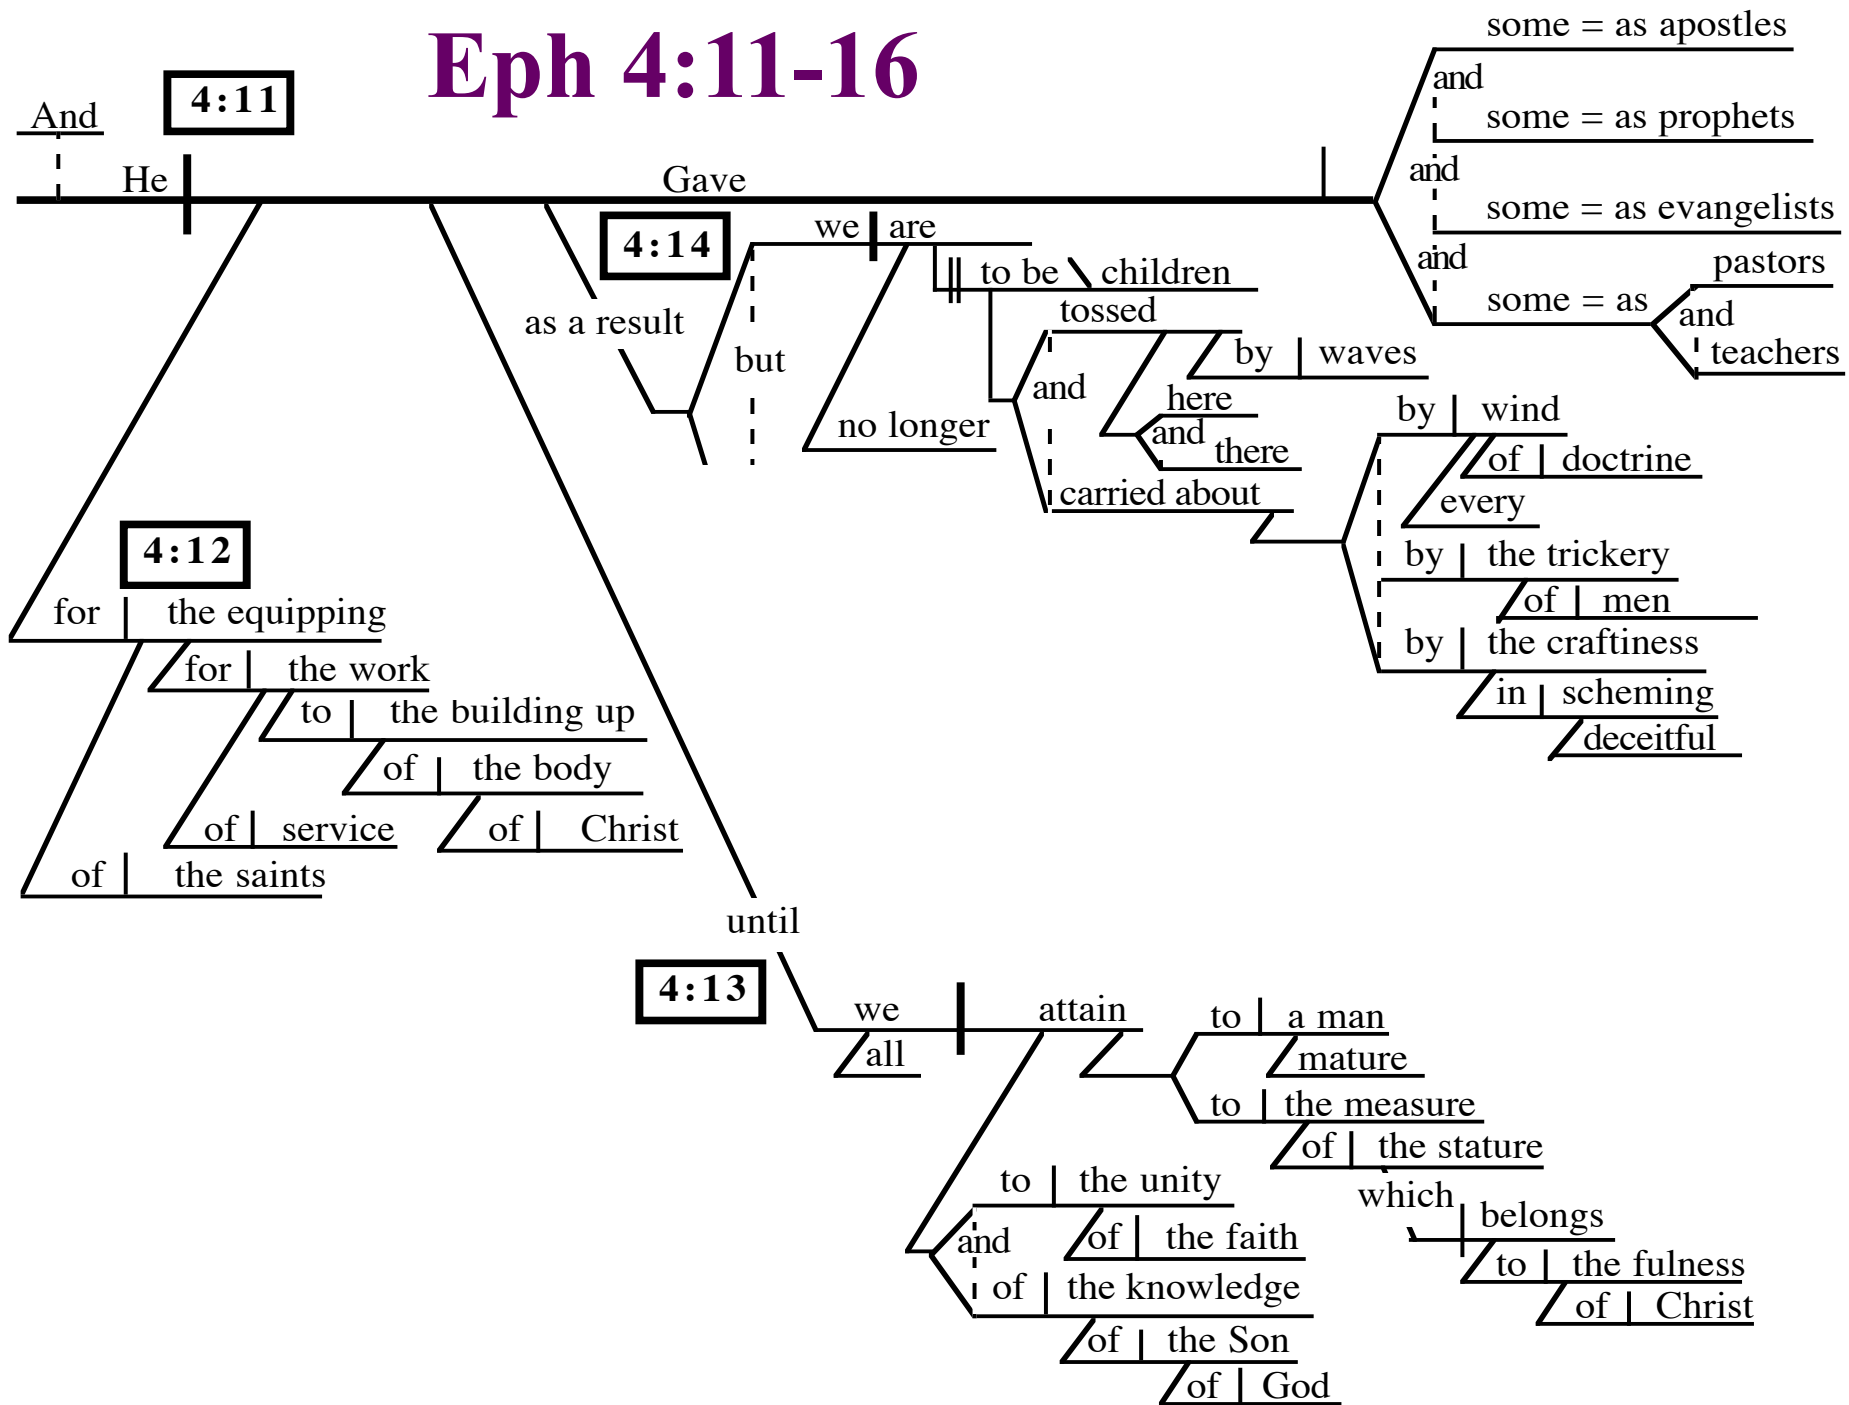 Eph 4:11-16
4:11
And
He
Gave
some = as apostles
and
some = as prophets
and
some = as evangelists
and
some = as
pastors
and
teachers
4:12
for the equipping
for the work
to the building up
of the body
of Christ
of service
of the saints
until
4:13
we attain
all
to a man
mature
to the measure
of the stature
which
belongs
to the fulness
of Christ
to the unity
of the faith
and
of the knowledge
of the Son
of God
as a result
4:14
we are
but
no longer
to be children
tossed
by waves
here
and
there
and
carried about
by wind
of doctrine
every
by the trickery
of men
by the craftiness
in scheming
deceitful